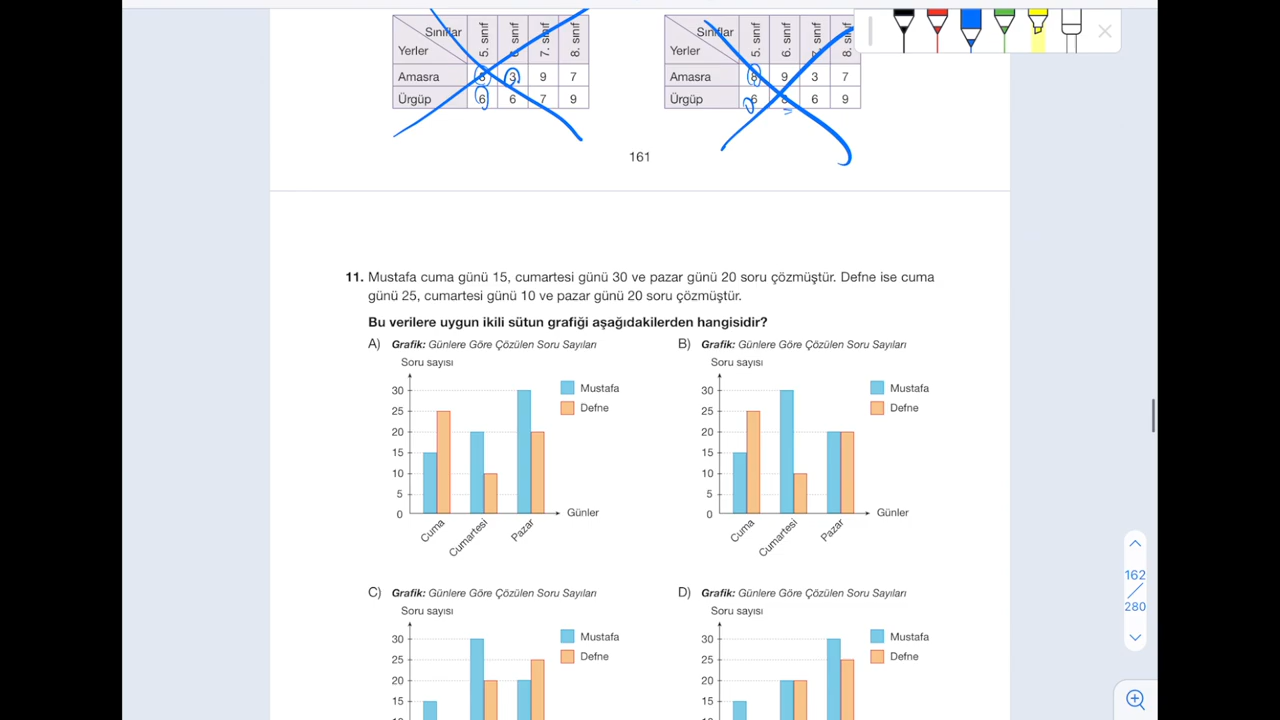 Sınıflar
Yerler
5. sınıf
7. sınıf
8. sınıf
Amasra 8 3 9 7
Ürgüp 6 6 7 9
Sınıflar
Yerler
5. sınıf
6. sınıf
Amasra 8 9 3 7
Ürgüp 6 8 6 9
161
11. Mustafa cuma günü 15, cumartesi günü 30 ve pazar günü 20 soru çözmüştür. Defne ise cuma
günü 25, cumartesi günü 10 ve pazar günü 20 soru çözmüştür.
Bu verilere uygun ikili sütun grafiği aşağıdakilerden hangisidir?
A) Grafik: Günlere Göre Çözülen Soru Sayıları
Soru sayısı
30
25
20
15
10
5
0
Cuma
Cumartesi
Pazar
Günler
Mustafa
Defne
B) Grafik: Günlere Göre Çözülen Soru Sayıları
Soru sayısı
30
25
20
15
10
5
0
Cuma
Cumartesi
Pazar
Günler
Mustafa
Defne
C) Grafik: Günlere Göre Çözülen Soru Sayıları
Soru sayısı
30
25
20
15
Mustafa
Defne
D) Grafik: Günlere Göre Çözülen Soru Sayıları
Soru sayısı
30
25
20
15
Mustafa
Defne
162
280